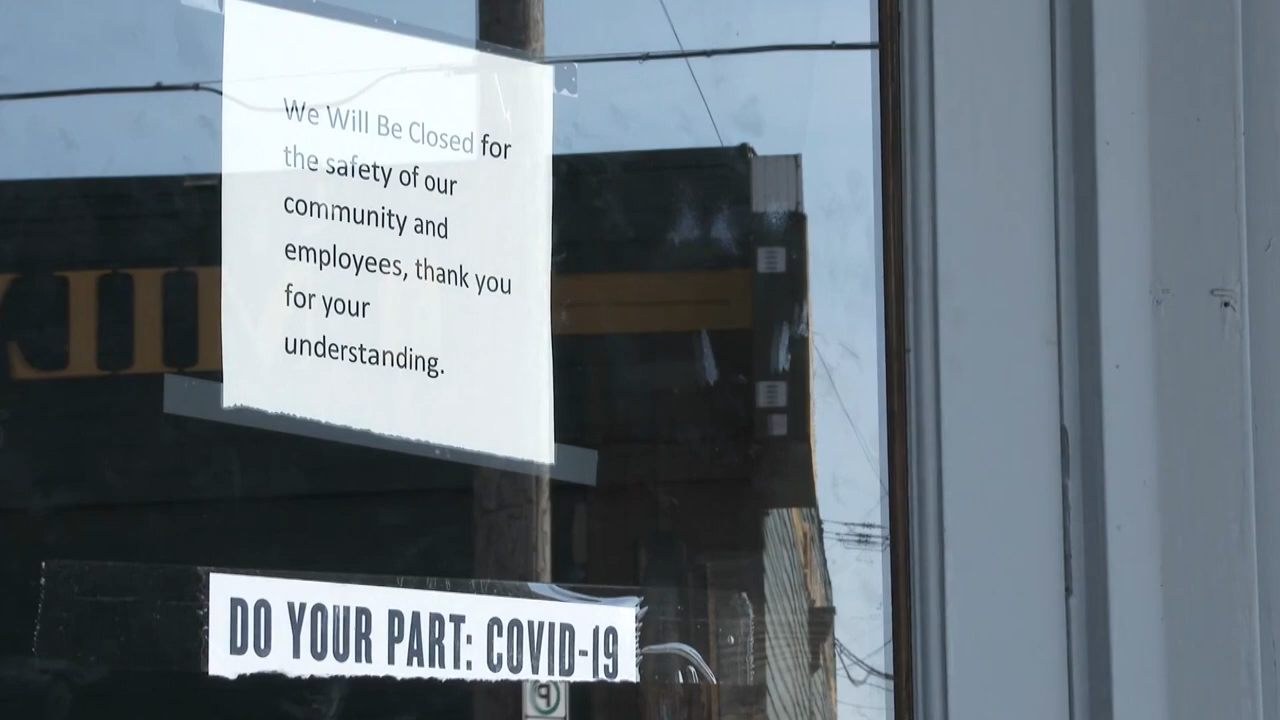 We Will Be Closed for
the safety of our
community and
employees, thank you
for your
understanding.
DO YOUR PART: COVID-19